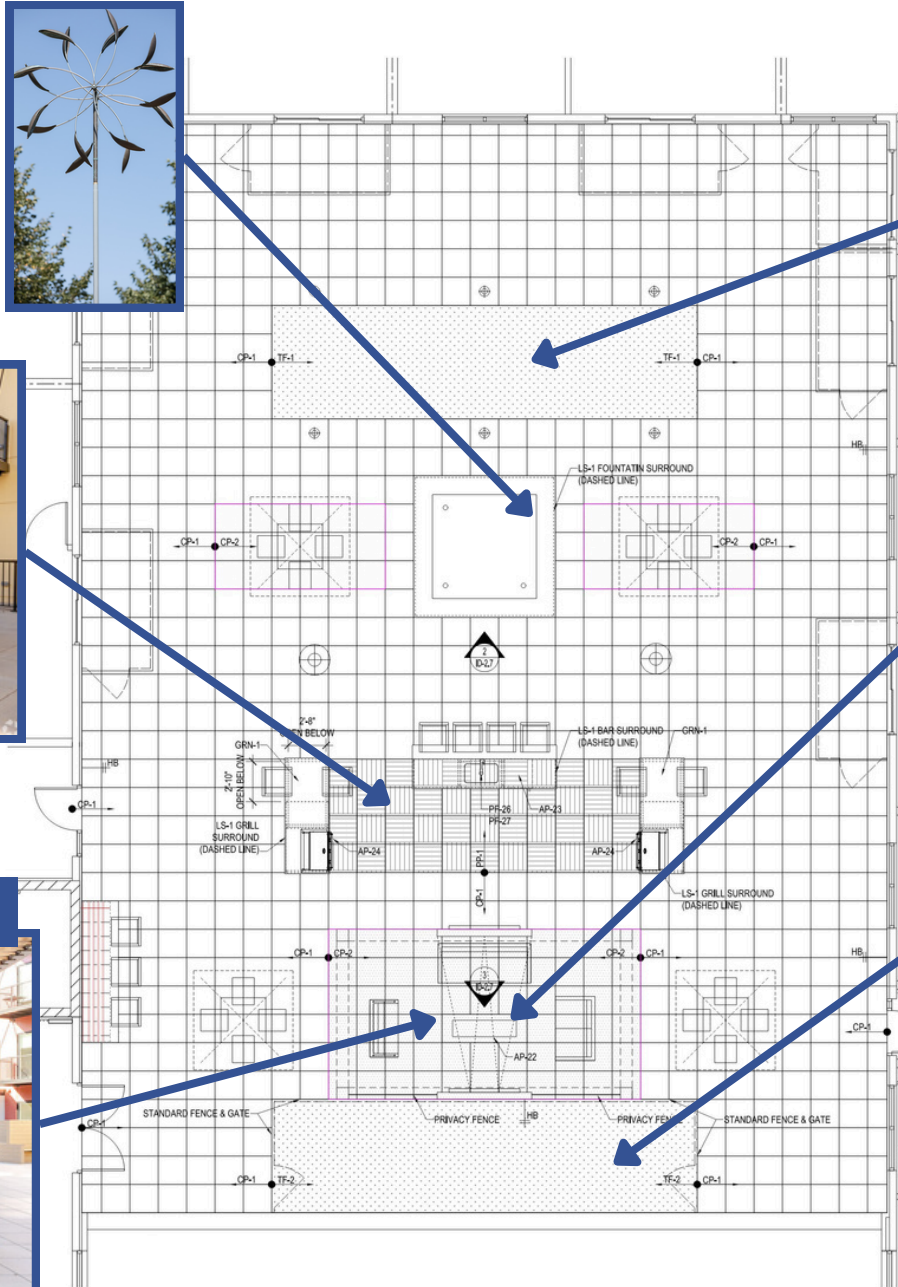 CP-1
TF-1
TF-1
CP-1
HB
LS-1 FOUNTATIN SURROUND
(DASHED LINE)
CP-1
CP-2
CP-2
CP-1
2
ID-2.7
2'-8"
OPEN BELOW
GRN-1
LS-1 BAR SURROUND
(DASHED LINE)
GRN-1
HB
2'-10"
OPEN BELOW
CP-1
PF-26
PF-27
AP-23
LS-1 GRILL
SURROUND
(DASHED LINE)
AP-24
AP-24
PP-1
CP-1
LS-1 GRILL SURROUND
(DASHED LINE)
CP-1
CP-2
CP-2
CP-1
HB
3
ID-2.7
CP-1
AP-22
STANDARD FENCE & GATE
CP-1
PRIVACY FENCE
HB
PRIVACY FENCE
STANDARD FENCE & GATE
CP-1
TF-2
TF-2
CP-1